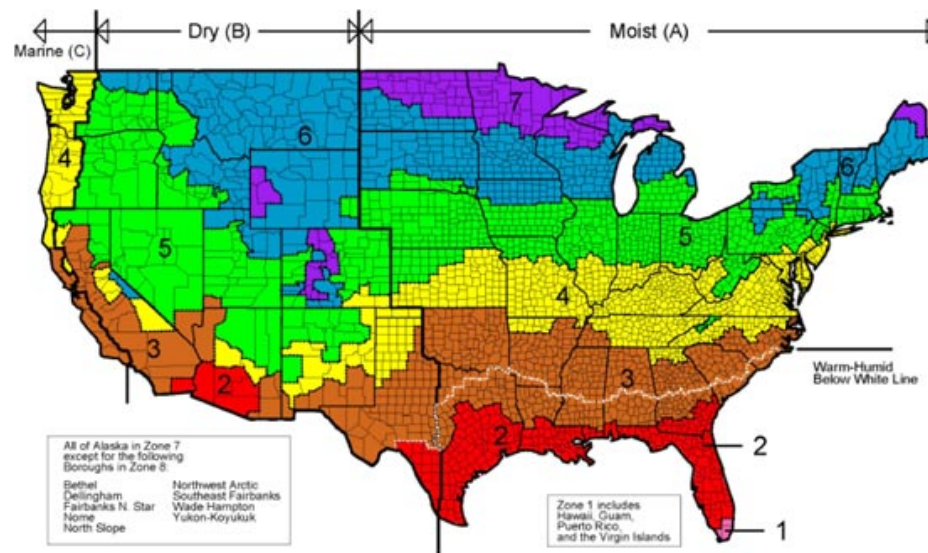 Dry (B)
Moist (A)
Marine (C)
7
6
6
4
5
5
4
3
3
2
2
Warm-Humid
Below White Line
2
1
All of Alaska in Zone 7
except for the following
Boroughs in Zone 8:
Bethel
Dellingham
Fairbanks N. Star
Nome
North Slope
Northwest Arctic
Southeast Fairbanks
Wade Hampton
Yukon-Koyukuk
Zone 1 includes
Hawaii, Guam,
Puerto Rico,
and the Virgin Islands